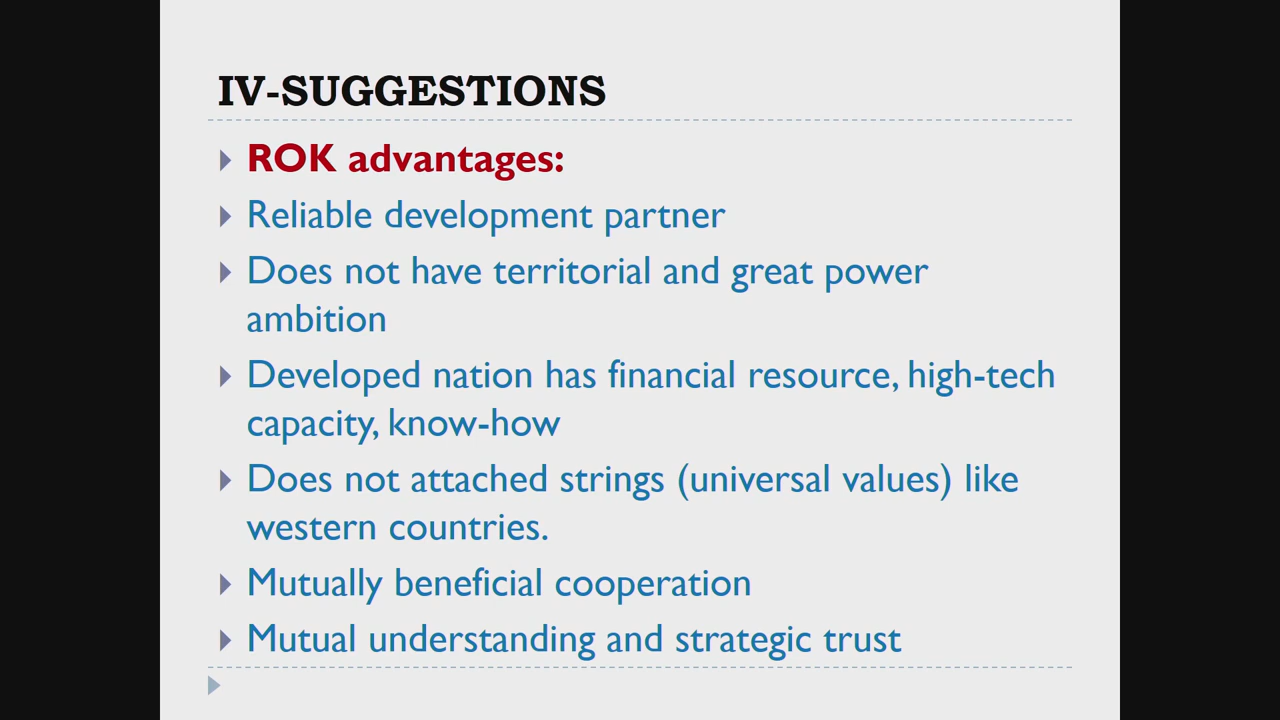 IV-SUGGESTIONS
ROK advantages:
Reliable development partner
Does not have territorial and great power
ambition
Developed nation has financial resource, high-tech
capacity, know-how
Does not attached strings (universal values) like
western countries.
Mutually beneficial cooperation
Mutual understanding and strategic trust